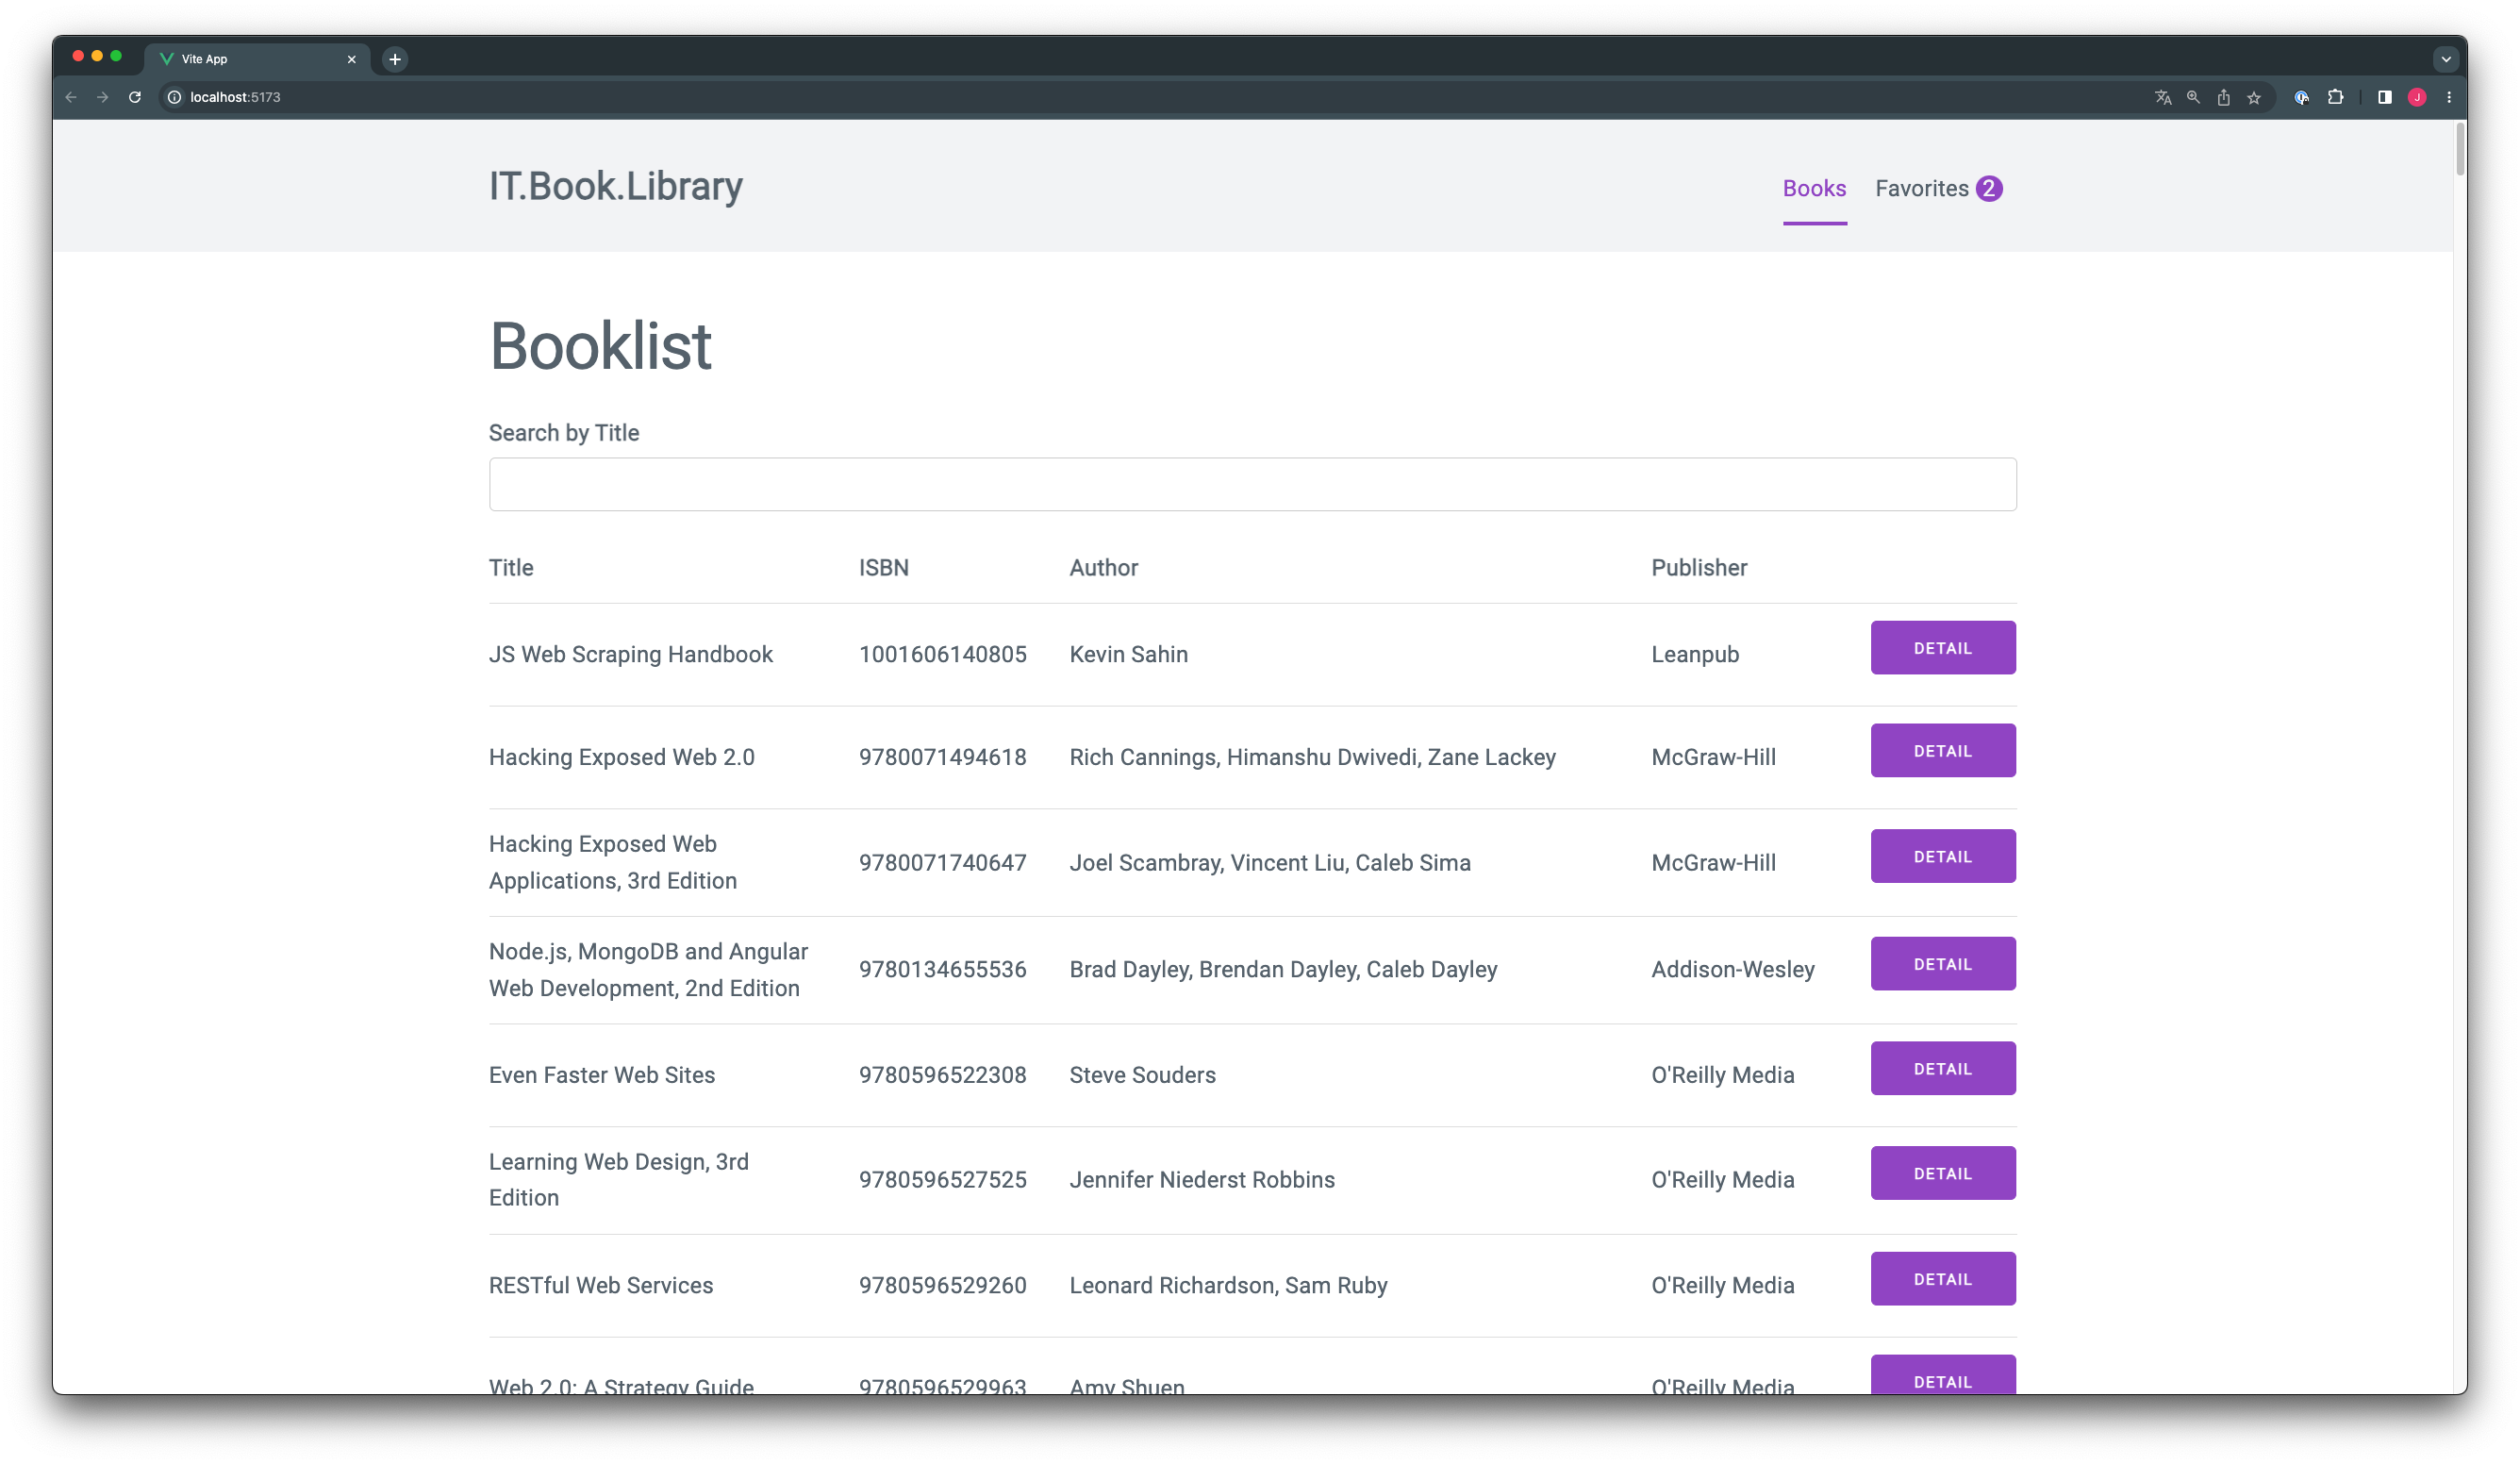 Vite App
localhost:5173
J
IT.Book.Library
Books Favorites 2
Booklist
Search by Title
Title ISBN Author Publisher
JS Web Scraping Handbook 1001606140805 Kevin Sahin Leanpub DETAIL
Hacking Exposed Web 2.0 9780071494618 Rich Cannings, Himanshu Dwivedi, Zane Lackey McGraw-Hill DETAIL
Hacking Exposed Web
Applications, 3rd Edition 9780071740647 Joel Scambray, Vincent Liu, Caleb Sima McGraw-Hill DETAIL
Node.js, MongoDB and Angular
Web Development, 2nd Edition 9780134655536 Brad Dayley, Brendan Dayley, Caleb Dayley Addison-Wesley DETAIL
Even Faster Web Sites 9780596522308 Steve Souders O'Reilly Media DETAIL
Learning Web Design, 3rd
Edition 9780596527525 Jennifer Niederst Robbins O'Reilly Media DETAIL
RESTful Web Services 9780596529260 Leonard Richardson, Sam Ruby O'Reilly Media DETAIL
Web 2.0: A Strategy Guide 9780596529963 Amy Shuen O'Reilly Media DETAIL